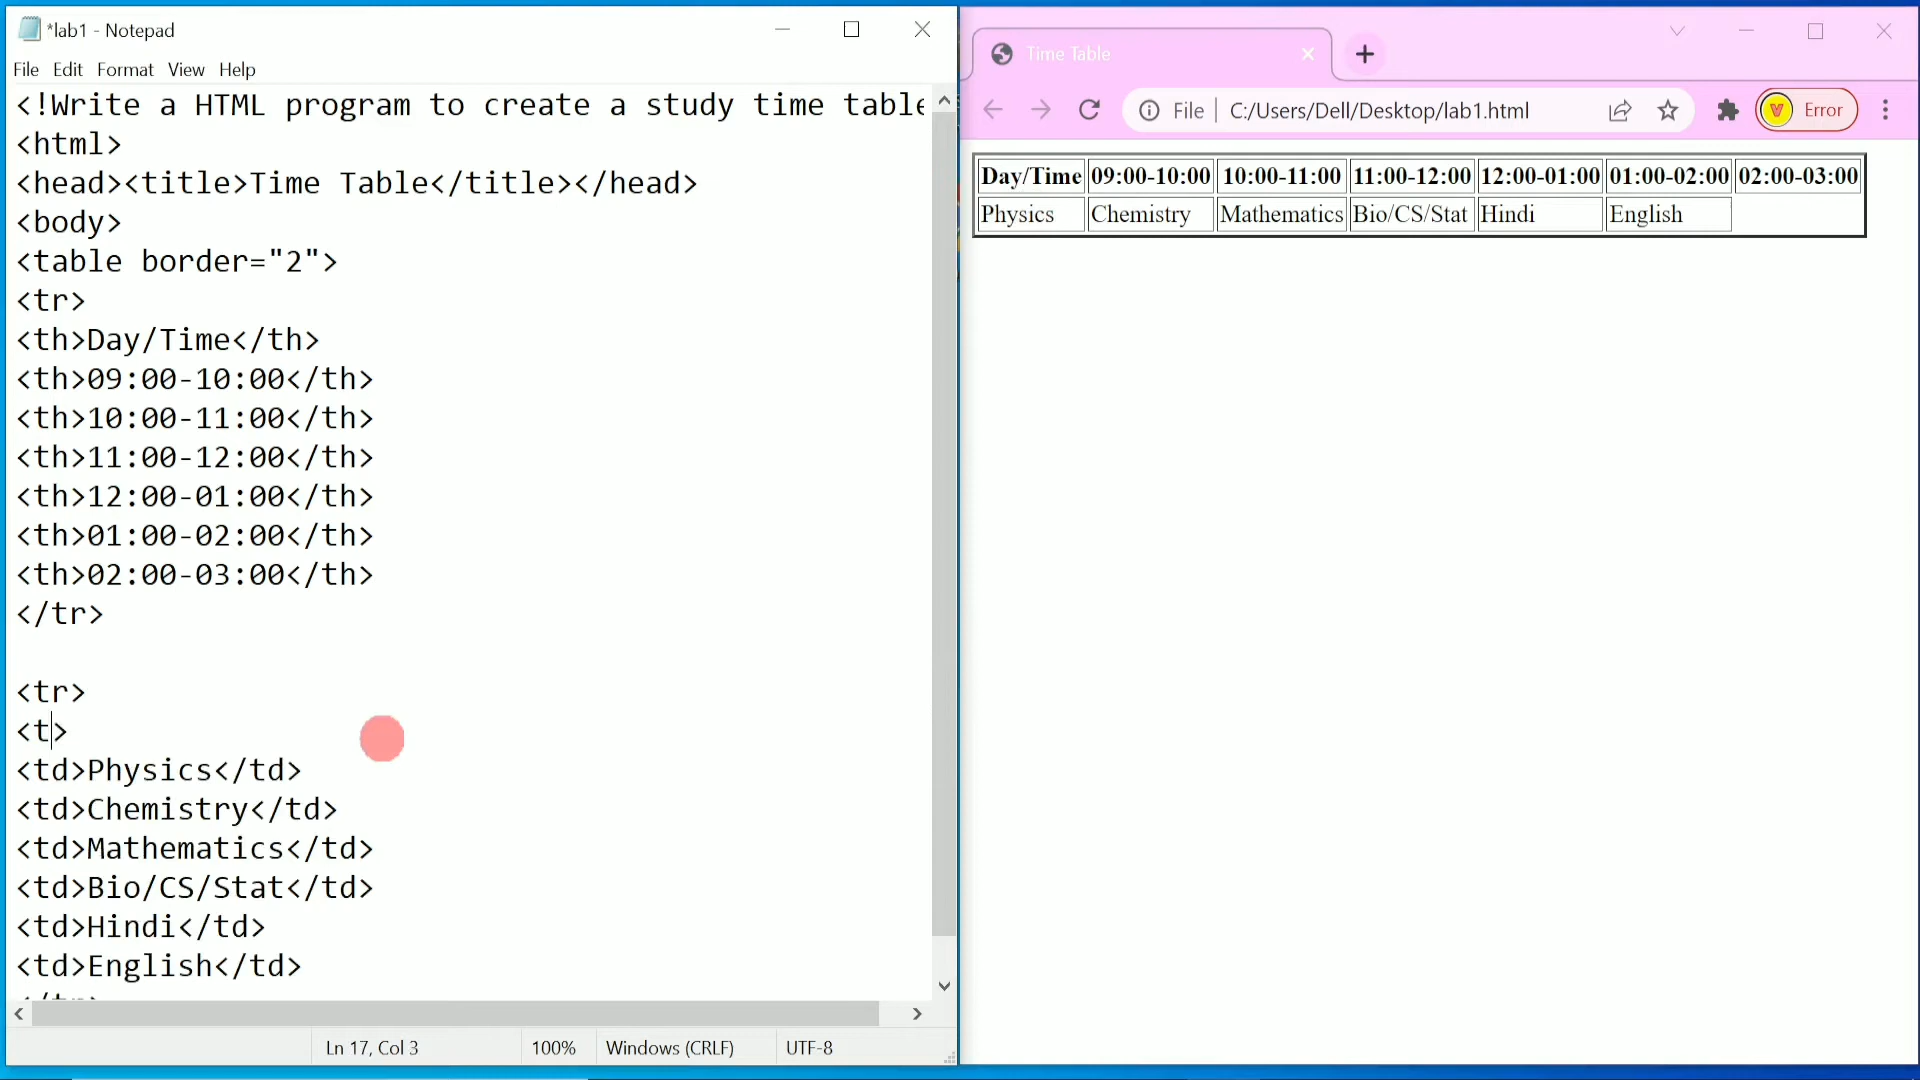 *lab1 - Notepad
File Edit Format View Help
<!Write a HTML program to create a study time table
<html>
<head><title>Time Table</title></head>
<body>
<table border="2">
<tr>
<th>Day/Time</th>
<th>09:00-10:00</th>
<th>10:00-11:00</th>
<th>11:00-12:00</th>
<th>12:00-01:00</th>
<th>01:00-02:00</th>
<th>02:00-03:00</th>
</tr>
<tr>
<t>
<td>Physics</td>
<td>Chemistry</td>
<td>Mathematics</td>
<td>Bio/CS/Stat</td>
<td>Hindi</td>
<td>English</td>
</tr>
Ln 17, Col 3 100% Windows (CRLF) UTF-8
Time Table
File C:/Users/Dell/Desktop/lab1.html V Error
Day/Time 09:00-10:00 10:00-11:00 11:00-12:00 12:00-01:00 01:00-02:00 02:00-03:00
Physics Chemistry Mathematics Bio/CS/Stat Hindi English